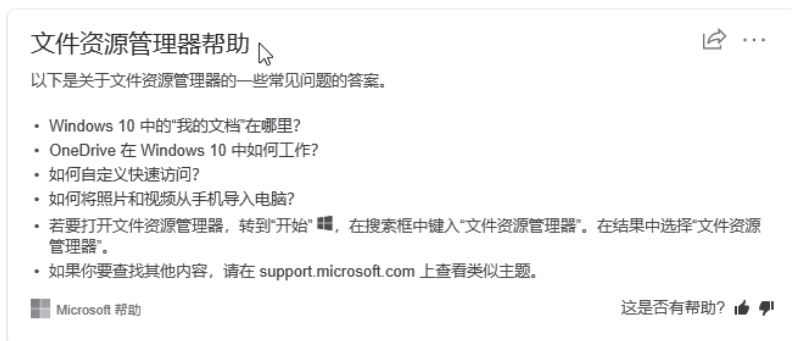 文件资源管理器帮助
以下是关于文件资源管理器的一些常见问题的答案。
• Windows 10 中的“我的文档”在哪里?
• OneDrive 在 Windows 10 中如何工作?
• 如何自定义快速访问?
• 如何将照片和视频从手机导入电脑?
• 若要打开文件资源管理器，转到“开始” ，在搜索框中键入“文件资源管理器”。在结果中选择“文件资源
管理器”。
• 如果你要查找其他内容，请在 support.microsoft.com 上查看类似主题。
Microsoft 帮助
这是否有帮助?